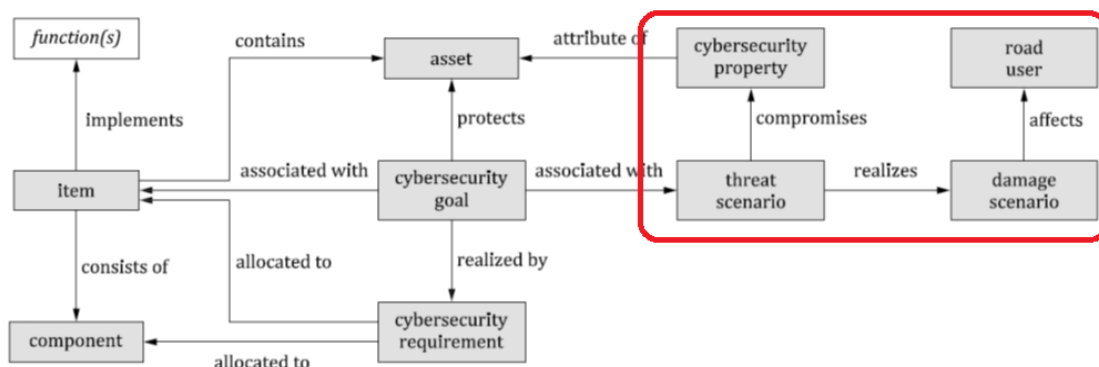 function(s)
contains
asset
attribute of
cybersecurity
property
road
user
implements
protects
compromises
affects
item
associated with
cybersecurity
goal
associated with
threat
scenario
realizes
damage
scenario
consists of
allocated to
realized by
component
cybersecurity
requirement
allocated to